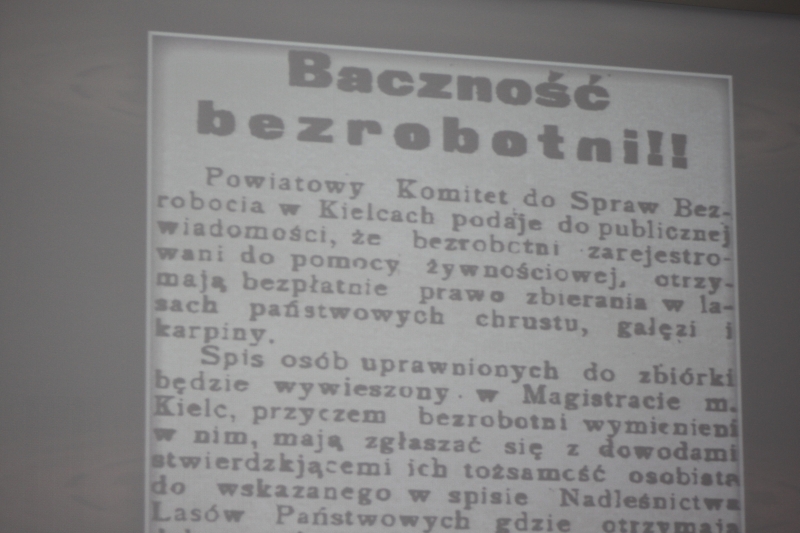 Baczność
bezrobotni!!
Powiatowy Komitet do Spraw Bez-
robocia w Kielcach podaje do publicznej
wiadomości, że bezrobctni zarejestro-
wani do pomocy żywnościowej, otrzy-
mają bezpłatnie prawo zbierania w la-
sach państwowych chrustu, gałęzi i
karpiny.
Spis osób uprawnionych do zbiórki
będzie wywieszony w Magistracie m.
Kielc, przyczem bezrobotni wymienieni
w nim, mają zgłaszać się z dowodami
stwierdzkjącemi ich tożsamcść osobistą
do wskazanego w spisie Nadleśnictwa
Lasów Państwowych gdzie otrzymają